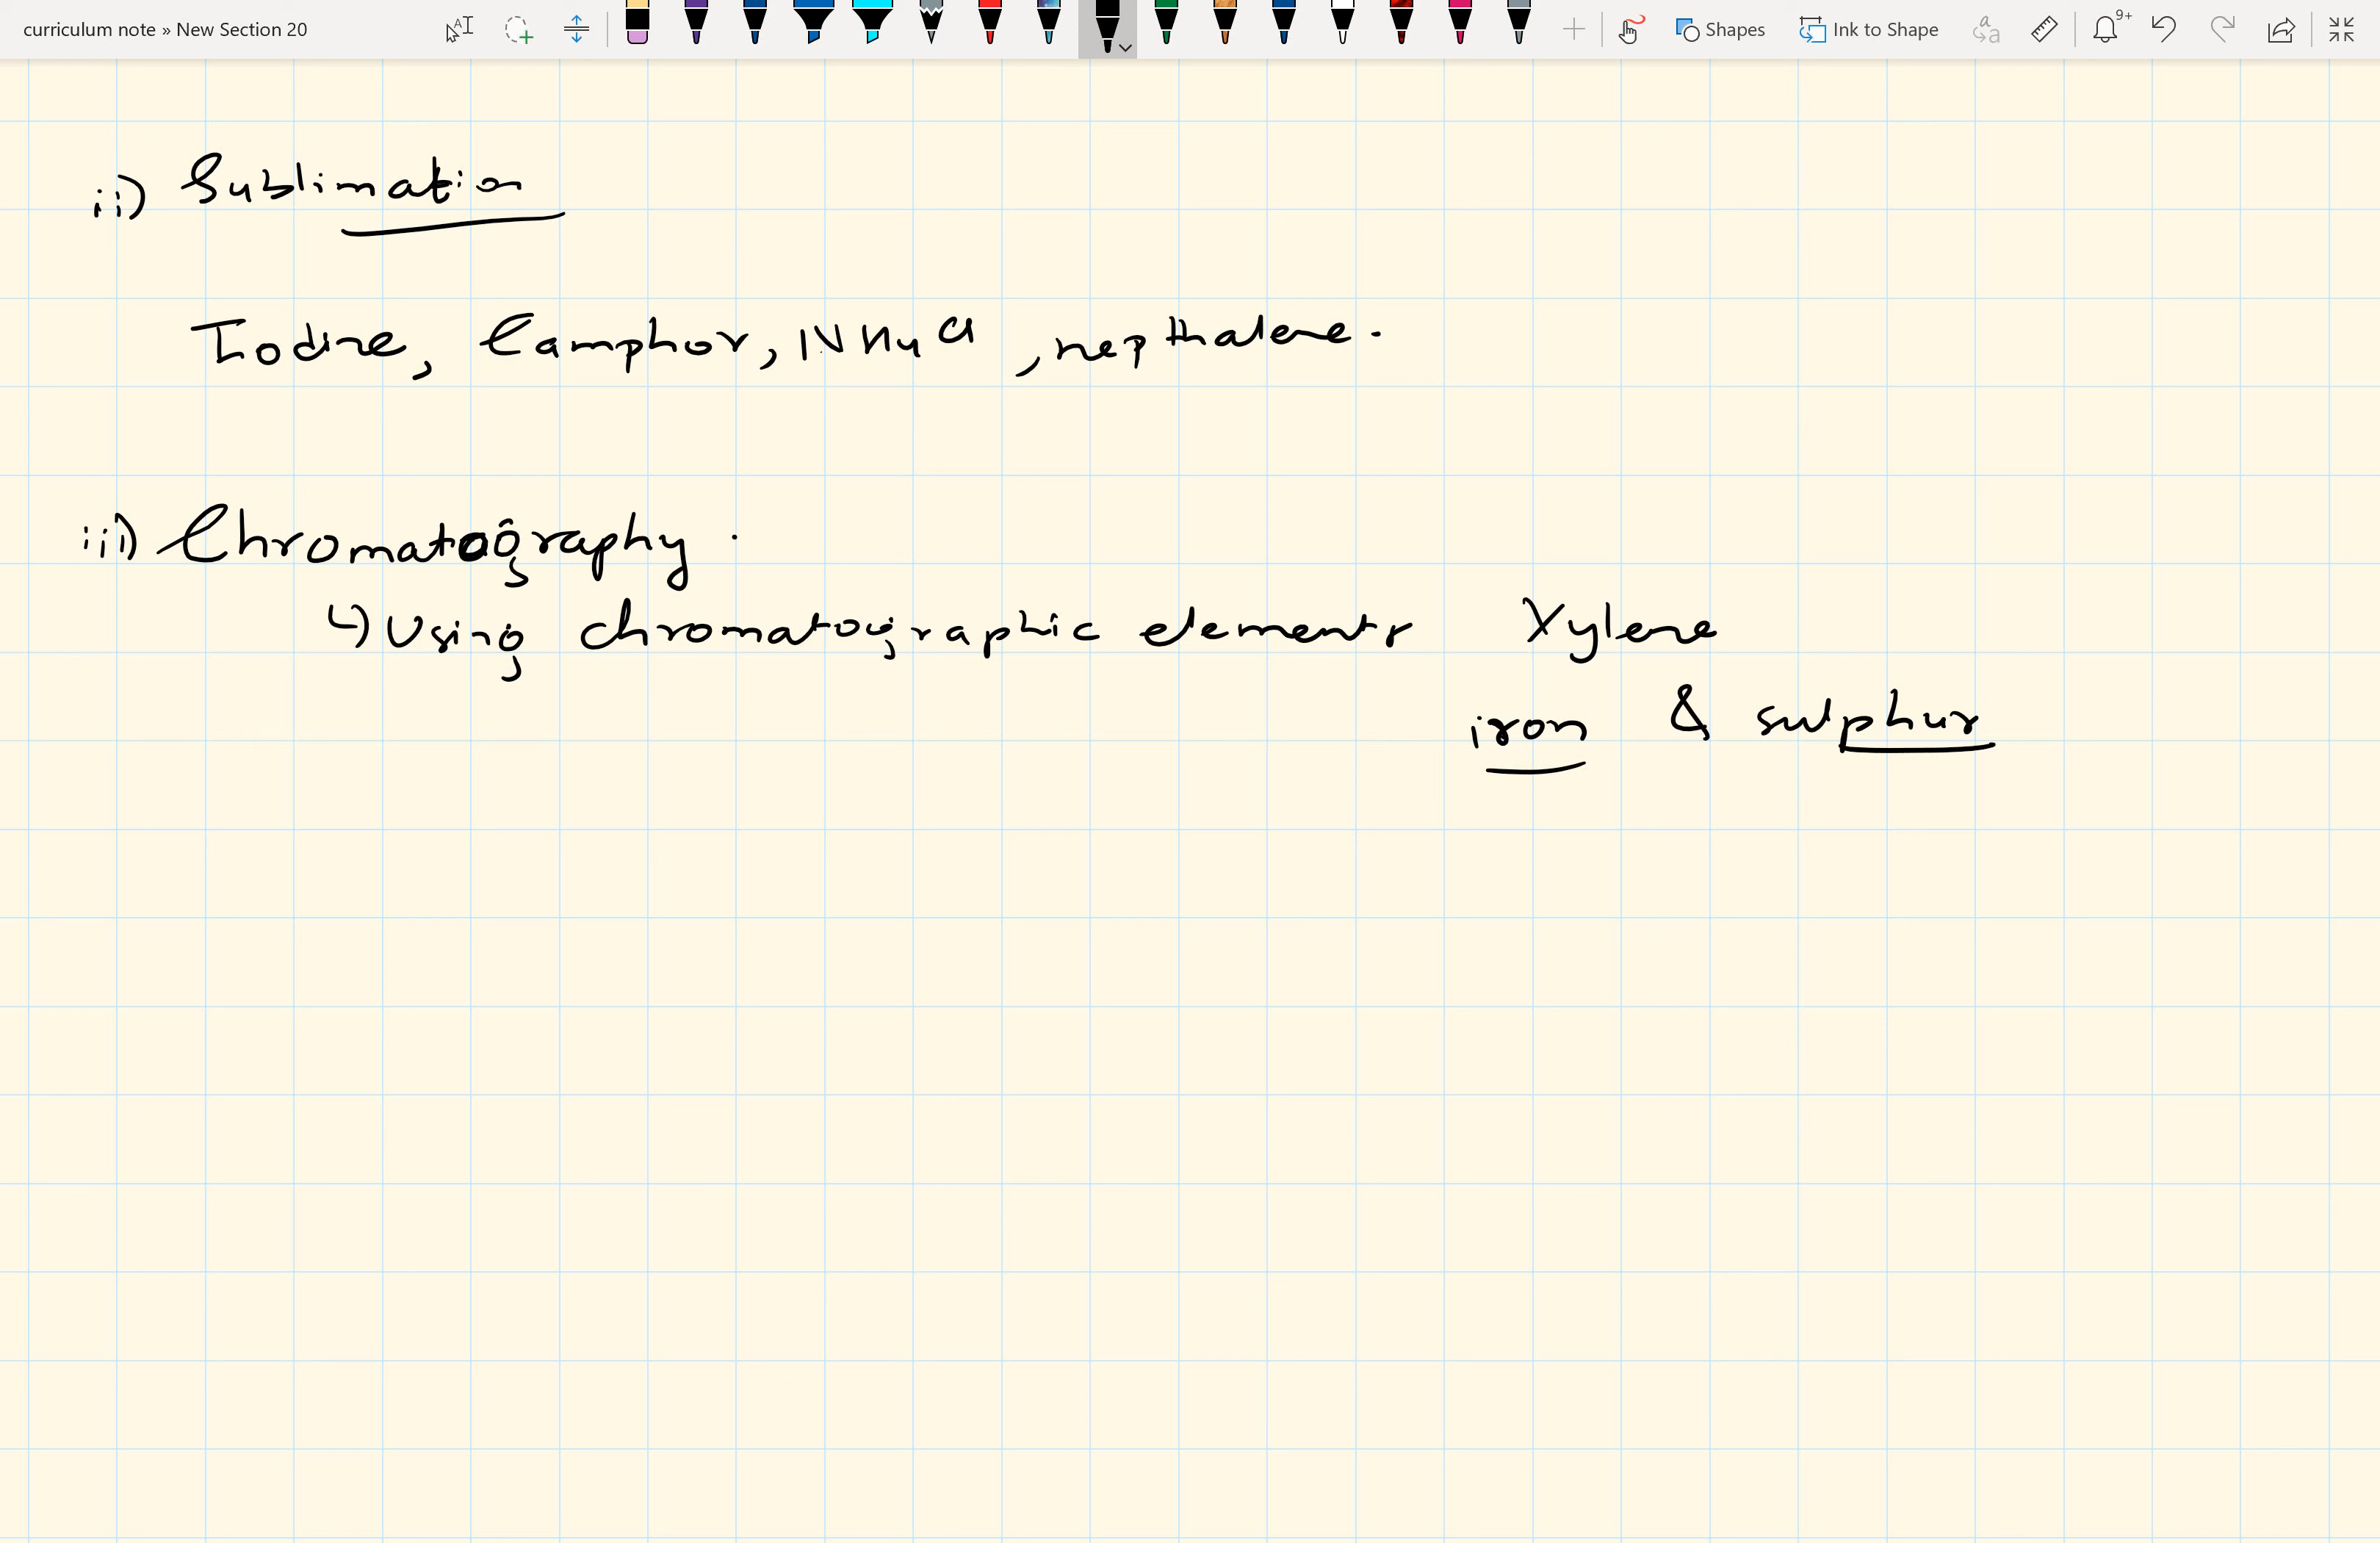 curriculum note » New Section 20 Shapes Ink to Shape 9+
ii) Sublimation
Iodine, Camphor, NH4Cl, nepthalene.
iii) Chromatography.
↳ Using chromatographic elements Xylene
iron & sulphur